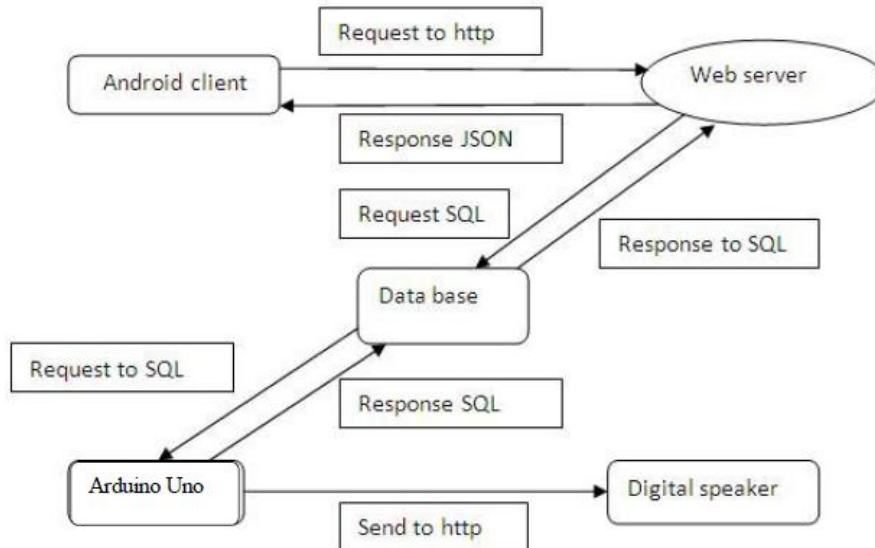 Request to http
Android client
Web server
Response JSON
Request SQL
Response to SQL
Data base
Request to SQL
Response SQL
Arduino Uno
Digital speaker
Send to http